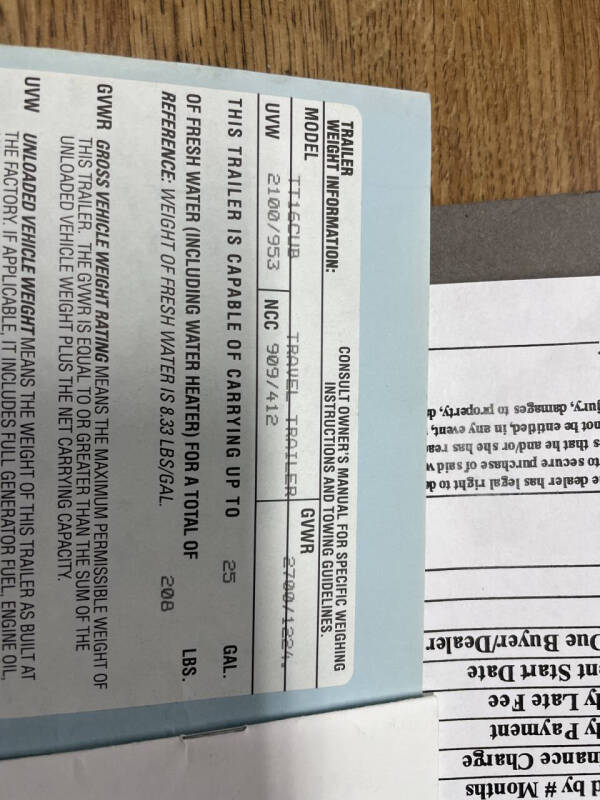 TRAILER
WEIGHT INFORMATION:
CONSULT OWNER'S MANUAL FOR SPECIFIC WEIGHING
INSTRUCTIONS AND TOWING GUIDELINES.
MODEL TT16CUB TRAVEL TRAILER GVWR 2700/1224.
UVW 2100/953 NCC 909/412
THIS TRAILER IS CAPABLE OF CARRYING UP TO 25 GAL.
OF FRESH WATER (INCLUDING WATER HEATER) FOR A TOTAL OF 208 LBS.
REFERENCE: WEIGHT OF FRESH WATER IS 8.33 LBS/GAL.
GVWR GROSS VEHICLE WEIGHT RATING MEANS THE MAXIMUM PERMISSIBLE WEIGHT OF
THIS TRAILER. THE GVWR IS EQUAL TO OR GREATER THAN THE SUM OF THE
UNLOADED VEHICLE WEIGHT PLUS THE NET CARRYING CAPACITY.
UVW UNLOADED VEHICLE WEIGHT MEANS THE WEIGHT OF THIS TRAILER AS BUILT AT
THE FACTORY. IF APPLICABLE, IT INCLUDES FULL GENERATOR FUEL, ENGINE OIL,
d by # Months
nance Charge
ly Payment
ly Late Fee
ent Start Date
Due Buyer/Dealer
e dealer has legal right to
to secure purchase of said
s that he and/or she has
not be entitled, in any event,
jury, damages to property,